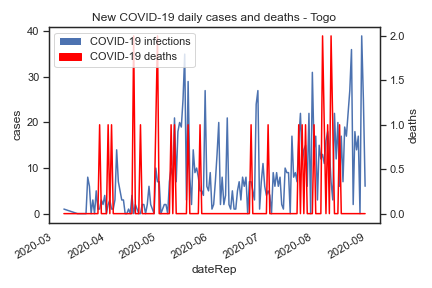 New COVID-19 daily cases and deaths - Togo
COVID-19 infections
COVID-19 deaths
cases
40
30
20
10
0
deaths
2.0
1.5
1.0
0.5
0.0
2020-03
2020-04
2020-05
2020-06
2020-07
2020-08
2020-09
dateRep